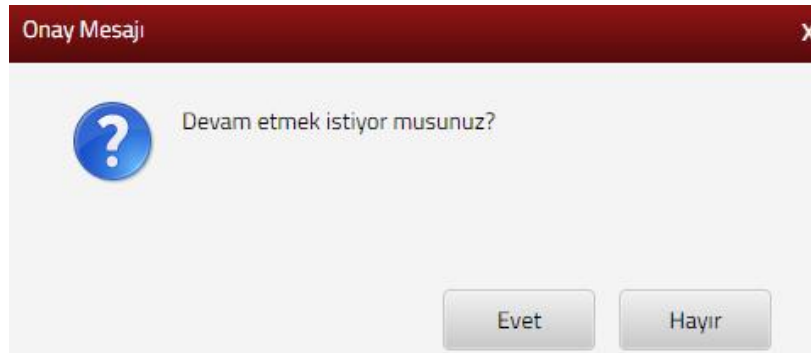 Onay Mesajı X
Devam etmek istiyor musunuz?
Evet Hayır